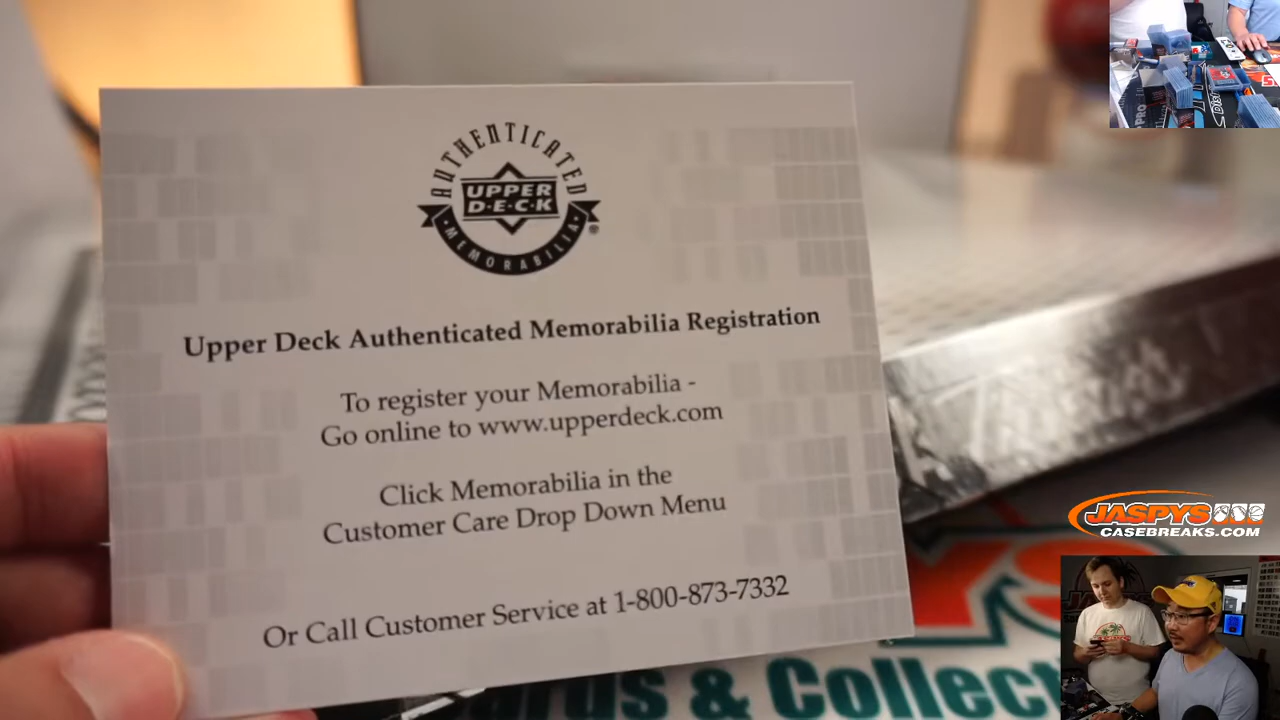 AUTHENTICATED
UPPER
D·E·C·K
MEMORABILIA
®
Upper Deck Authenticated Memorabilia Registration
To register your Memorabilia -
Go online to www.upperdeck.com
Click Memorabilia in the
Customer Care Drop Down Menu
Or Call Customer Service at 1-800-873-7332
JASPYS
CASEBREAKS.COM
& Collect